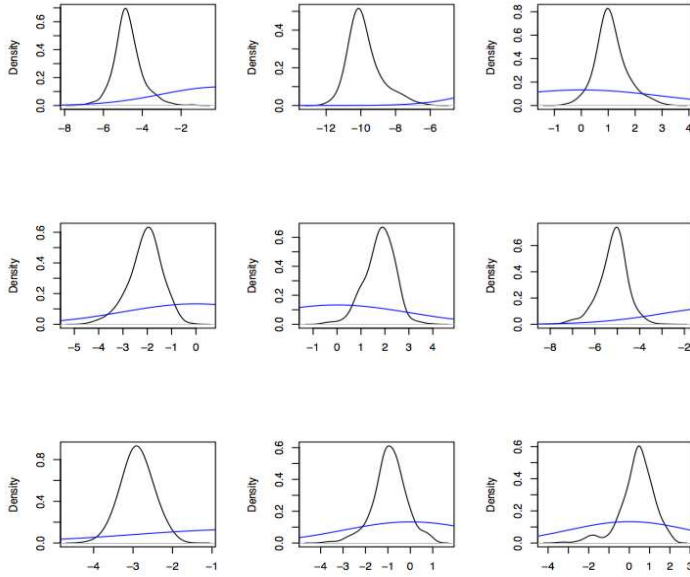 Density
0.0 0.2 0.4 0.6
−8 −6 −4 −2
Density
0.0 0.2 0.4
−12 −10 −8 −6
Density
0.0 0.2 0.4 0.6 0.8
−1 0 1 2 3 4
Density
0.0 0.2 0.4 0.6
−5 −4 −3 −2 −1 0
Density
0.0 0.2 0.4 0.6
−1 0 1 2 3 4
Density
0.0 0.2 0.4 0.6
−8 −6 −4 −2
Density
0.0 0.4 0.8
−4 −3 −2 −1
Density
0.0 0.2 0.4 0.6
−4 −3 −2 −1 0 1
Density
0.0 0.2 0.4 0.6
−4 −3 −2 −1 0 1 2 3